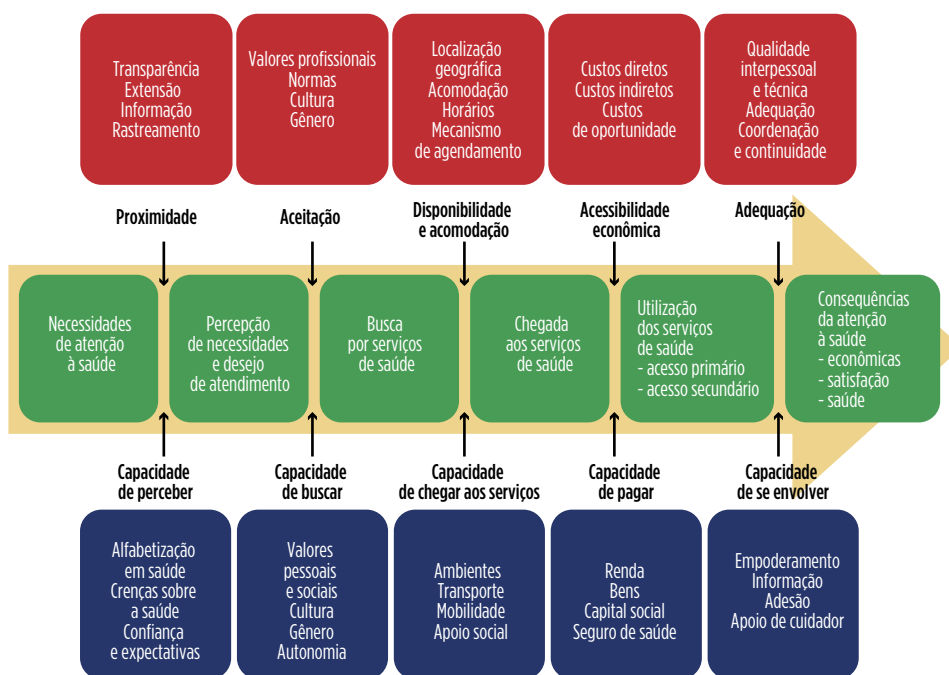 Transparência
Extensão
Informação
Rastreamento
Valores profissionais
Normas
Cultura
Gênero
Localização
geográfica
Acomodação
Horários
Mecanismo
de agendamento
Custos diretos
Custos indiretos
Custos
de oportunidade
Qualidade
interpessoal
e técnica
Adequação
Coordenação
e continuidade
Proximidade
Aceitação
Disponibilidade
e acomodação
Acessibilidade
econômica
Adequação
Necessidades
de atenção
à saúde
Percepção
de necessidades
e desejo
de atendimento
Busca
por serviços
de saúde
Chegada
aos serviços
de saúde
Utilização
dos serviços
de saúde
- acesso primário
- acesso secundário
Consequências
da atenção
à saúde
- econômicas
- satisfação
- saúde
Capacidade
de perceber
Capacidade
de buscar
Capacidade
de chegar aos serviços
Capacidade
de pagar
Capacidade
de se envolver
Alfabetização
em saúde
Crenças sobre
a saúde
Confiança
e expectativas
Valores
pessoais
e sociais
Cultura
Gênero
Autonomia
Ambientes
Transporte
Mobilidade
Apoio social
Renda
Bens
Capital social
Seguro de saúde
Empoderamento
Informação
Adesão
Apoio de cuidador